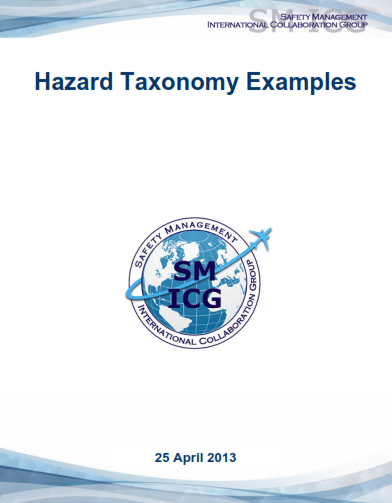 SM ICG
SAFETY MANAGEMENT
INTERNATIONAL COLLABORATION GROUP
Hazard Taxonomy Examples
SAFETY MANAGEMENT
SM
ICG
INTERNATIONAL COLLABORATION GROUP
25 April 2013